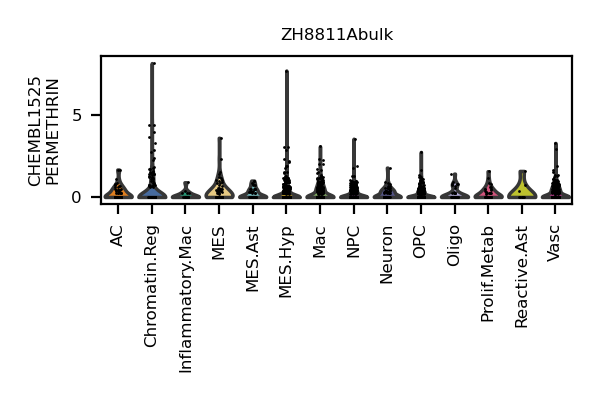 ZH8811Abulk
CHEMBL1525
PERMETHRIN
5
0
AC
Chromatin.Reg
Inflammatory.Mac
MES
MES.Ast
MES.Hyp
Mac
NPC
Neuron
OPC
Oligo
Prolif.Metab
Reactive.Ast
Vasc